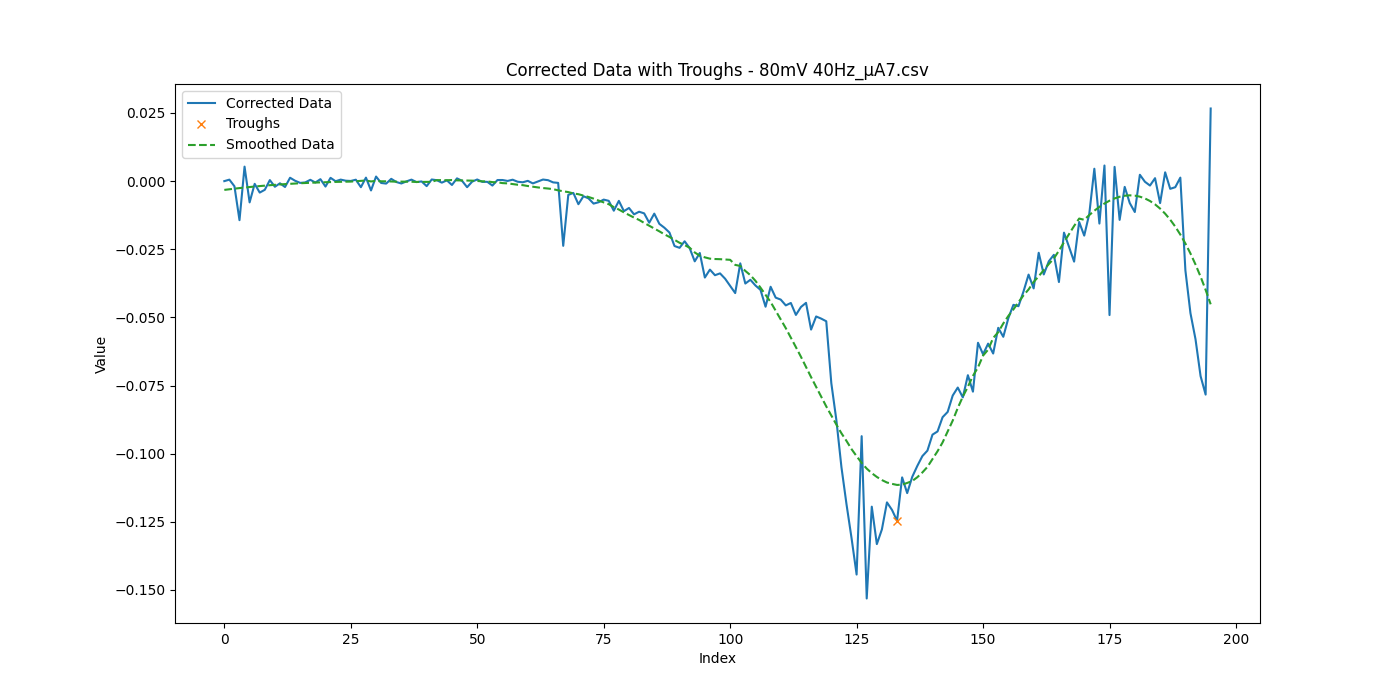 Corrected Data with Troughs - 80mV 40Hz_µA7.csv
Corrected Data
Troughs
Smoothed Data
0.025
0.000
−0.025
−0.050
−0.075
−0.100
−0.125
−0.150
Value
0 25 50 75 100 125 150 175 200
Index